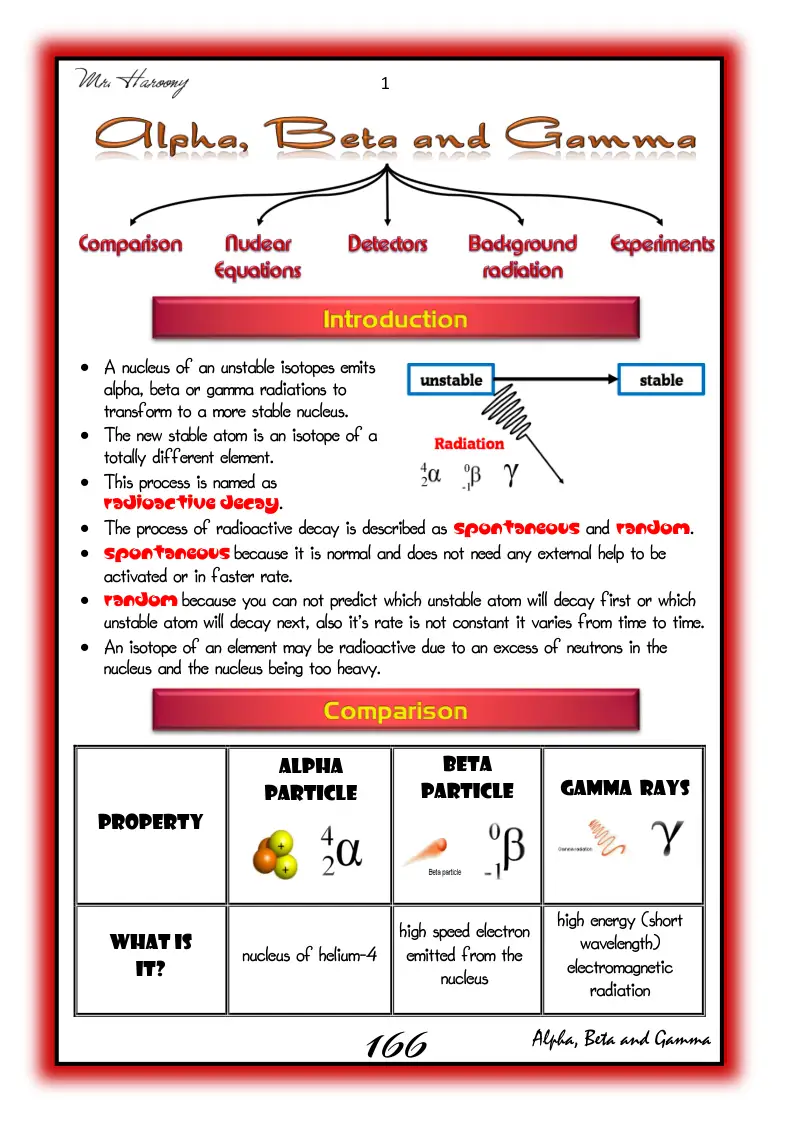 Mr. Haroony
1
Alpha, Beta and Gamma
Comparison
Nuclear
Equations
Detectors
Background
radiation
Experiments
Introduction
• A nucleus of an unstable isotopes emits
alpha, beta or gamma radiations to
transform to a more stable nucleus.
• The new stable atom is an isotope of a
totally different element.
• This process is named as
radioactive decay.
unstable
stable
Radiation
⁴₂α ⁰₋₁β γ
• The process of radioactive decay is described as spontaneous and random.
• spontaneous because it is normal and does not need any external help to be
activated or in faster rate.
• random because you can not predict which unstable atom will decay first or which
unstable atom will decay next, also it's rate is not constant it varies from time to time.
• An isotope of an element may be radioactive due to an excess of neutrons in the
nucleus and the nucleus being too heavy.
Comparison
PROPERTY
ALPHA
PARTICLE
+
+
⁴₂α
BETA
PARTICLE
Beta particle
⁰₋₁β
GAMMA RAYS
Gamma radiation
γ
WHAT IS
IT?
nucleus of helium-4
high speed electron
emitted from the
nucleus
high energy (short
wavelength)
electromagnetic
radiation
166
Alpha, Beta and Gamma